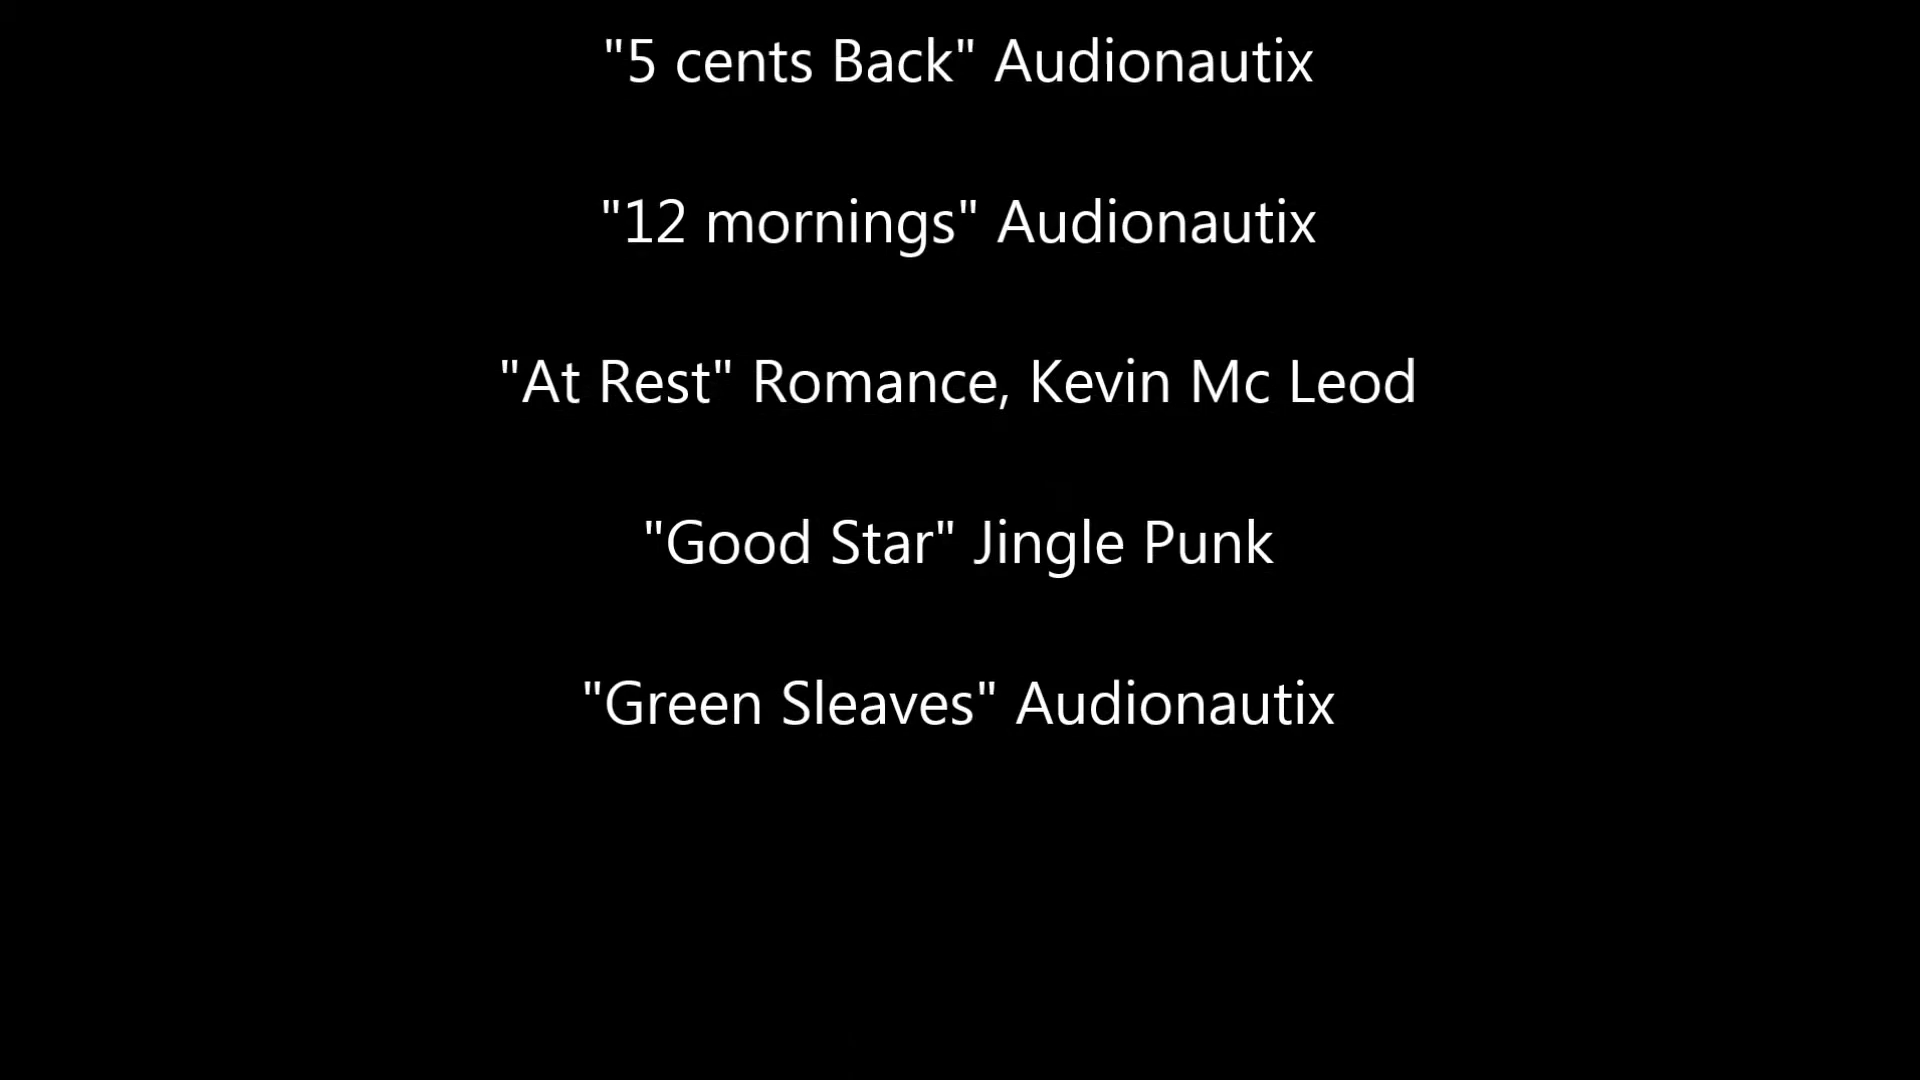 "5 cents Back" Audionautix
"12 mornings" Audionautix
"At Rest" Romance, Kevin Mc Leod
"Good Star" Jingle Punk
"Green Sleaves" Audionautix